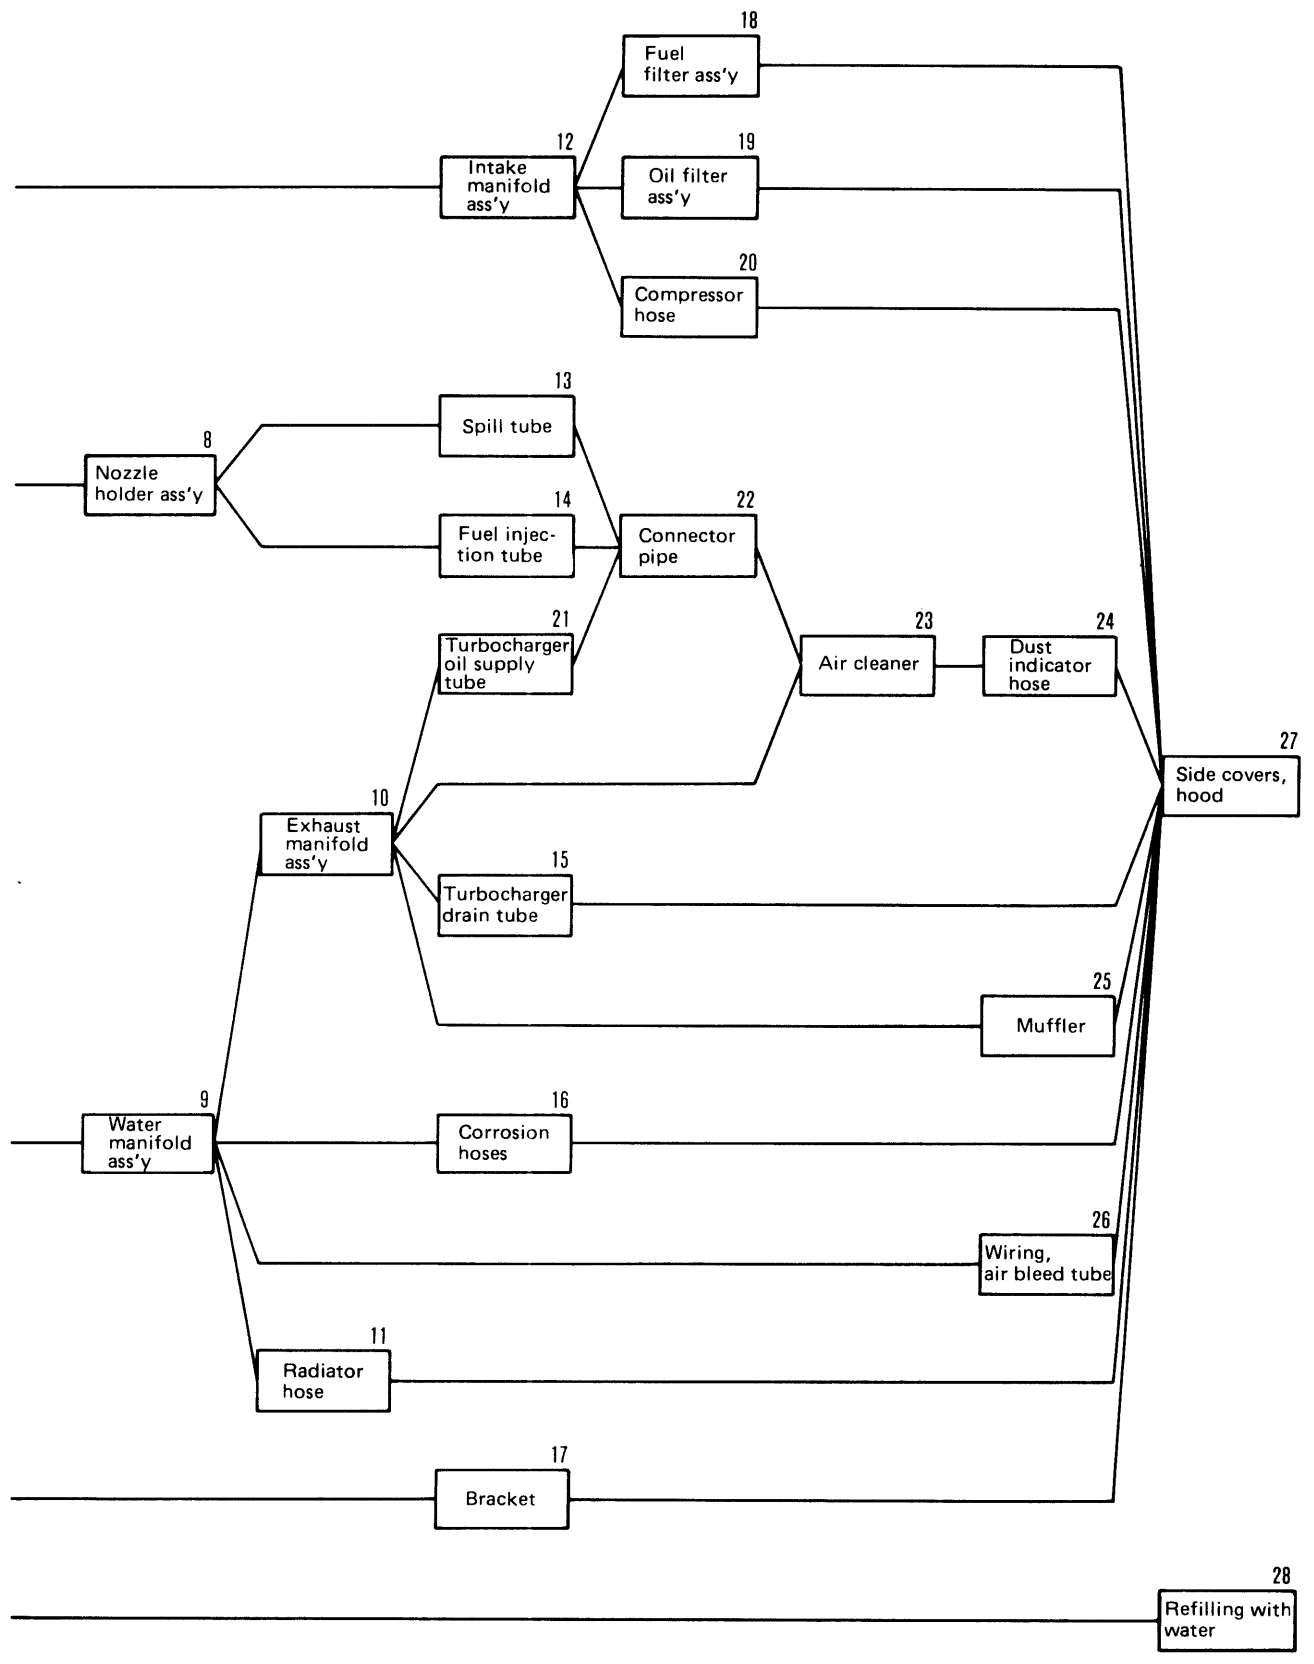 18
Fuel
filter ass'y
12
Intake
manifold
ass'y
19
Oil filter
ass'y
20
Compressor
hose
13
Spill tube
8
Nozzle
holder ass'y
14
Fuel injec-
tion tube
22
Connector
pipe
21
Turbocharger
oil supply
tube
23
Air cleaner
24
Dust
indicator
hose
27
Side covers,
hood
10
Exhaust
manifold
ass'y
15
Turbocharger
drain tube
25
Muffler
9
Water
manifold
ass'y
16
Corrosion
hoses
26
Wiring,
air bleed tube
11
Radiator
hose
17
Bracket
28
Refilling with
water